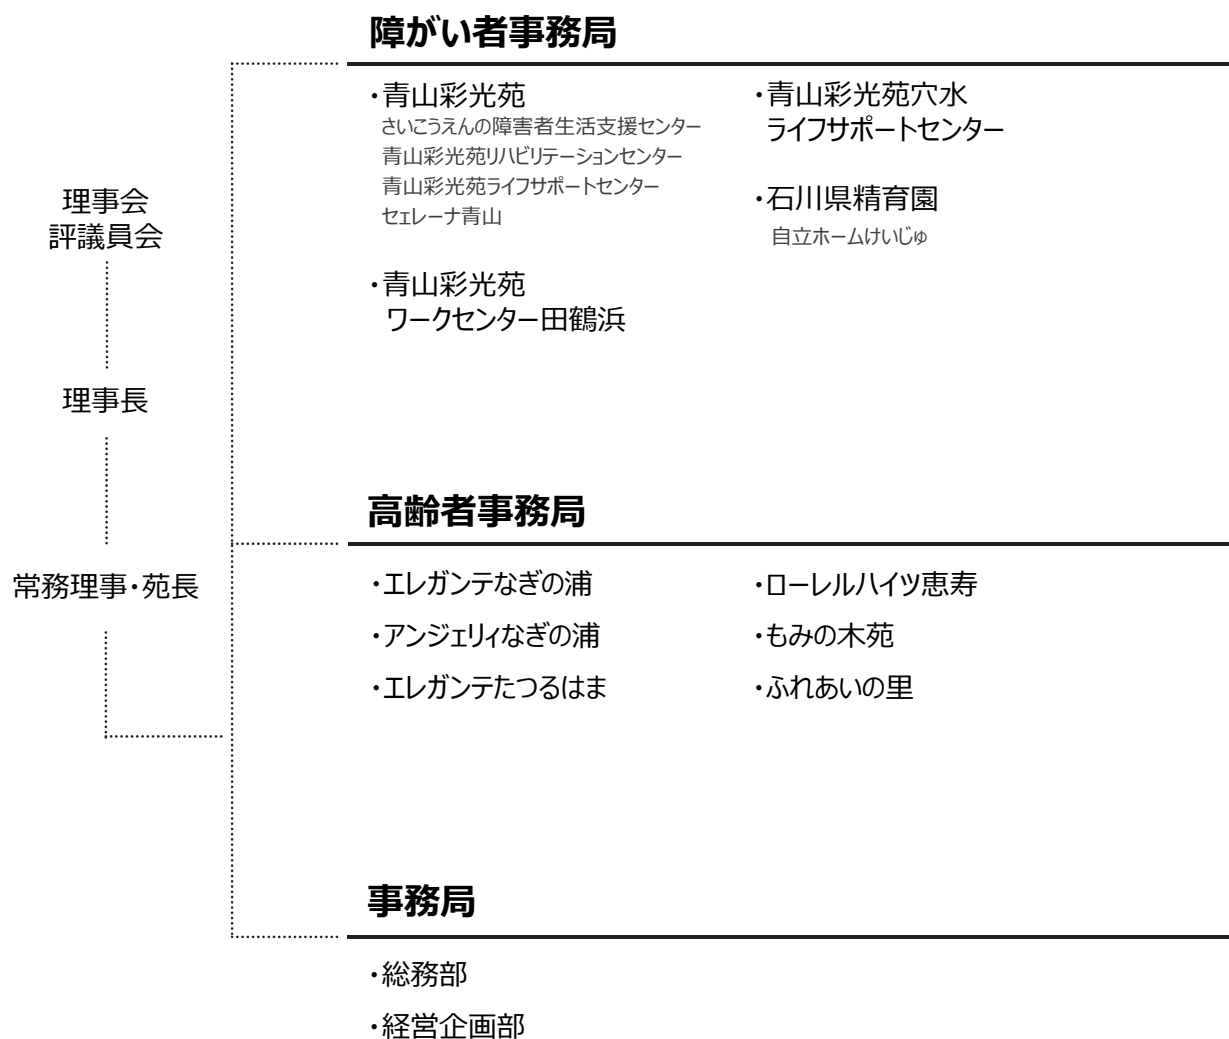 理事会
評議員会
理事長
常務理事・苑長
障がい者事務局
・青山彩光苑
さいこうえんの障害者生活支援センター
青山彩光苑リハビリテーションセンター
青山彩光苑ライフサポートセンター
セェレーナ青山
・青山彩光苑
ワークセンター田鶴浜
・青山彩光苑穴水
ライフサポートセンター
・石川県精育園
自立ホームけいじゅ
高齢者事務局
・エレガンテなぎの浦
・アンジェリィなぎの浦
・エレガンテたつるはま
・ローレルハイツ恵寿
・もみの木苑
・ふれあいの里
事務局
・総務部
・経営企画部